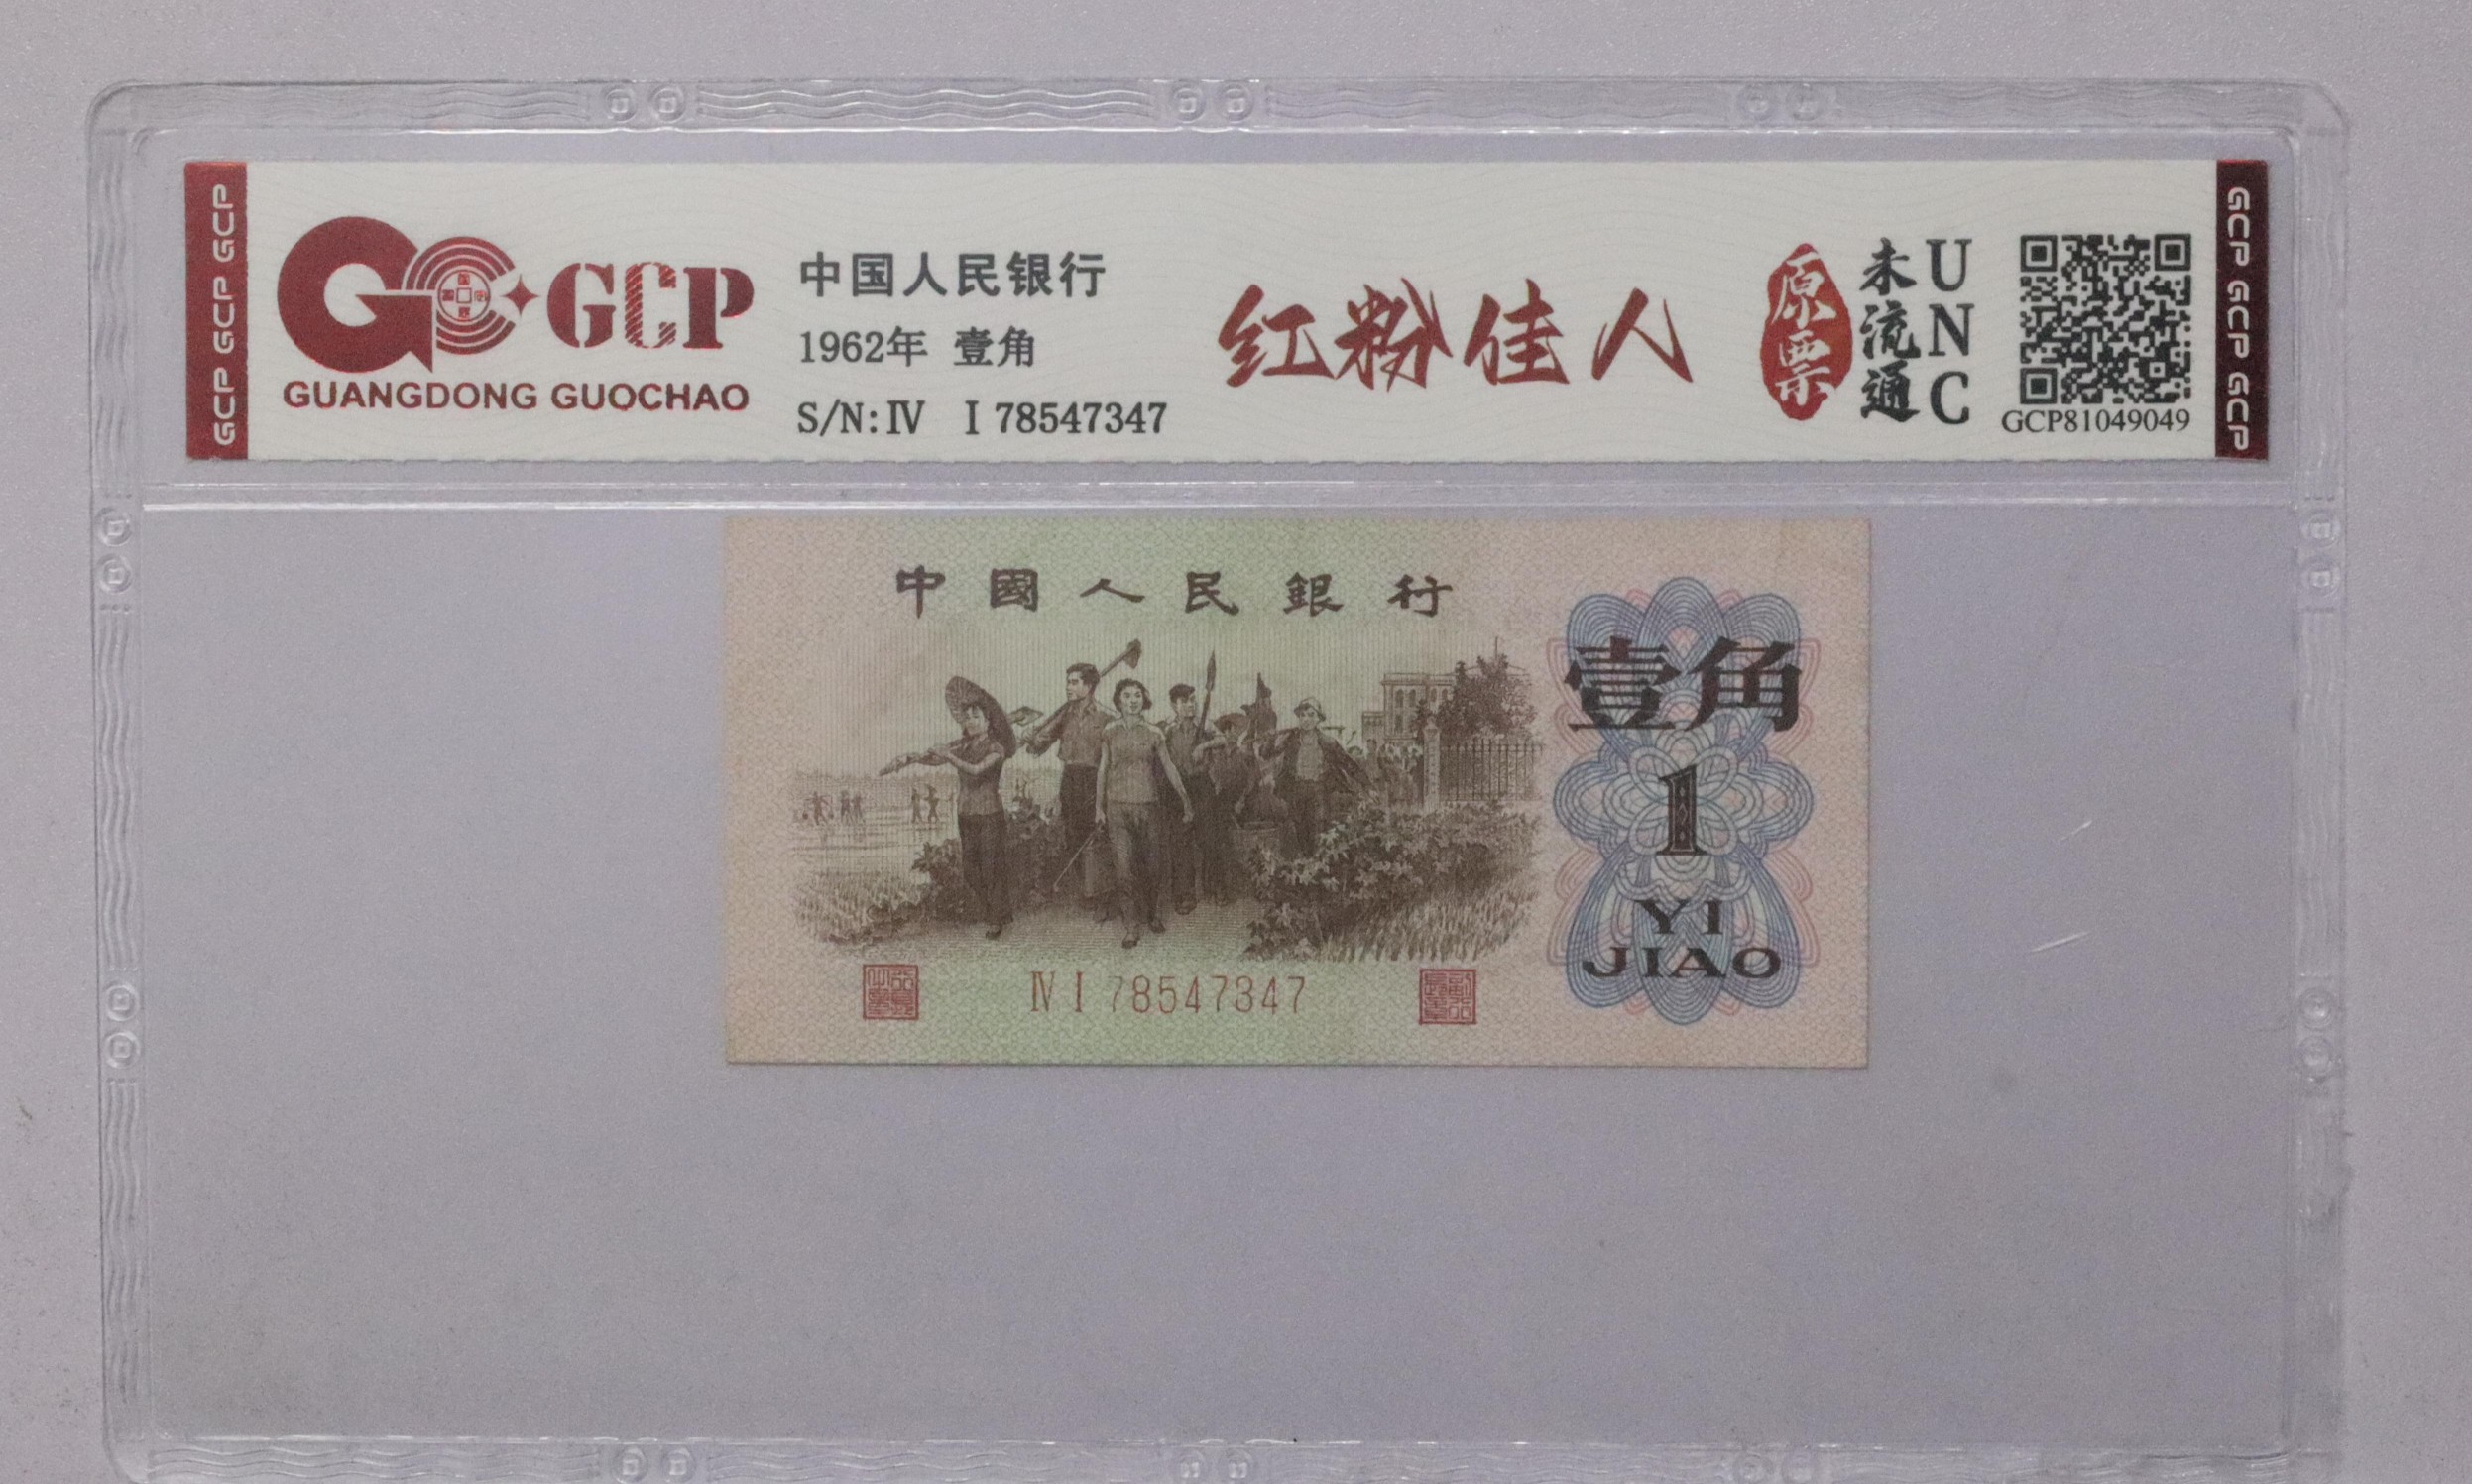 GCP GCP GCP
GCP
GUANGDONG GUOCHAO
中国人民银行
1962年 壹角
S/N: Ⅳ Ⅰ 78547347
红粉佳人
原票
未流通
UNC
GCP81049049
GCP GCP GCP
中國人民銀行
壹角
1
YI
JIAO
Ⅳ Ⅰ 78547347